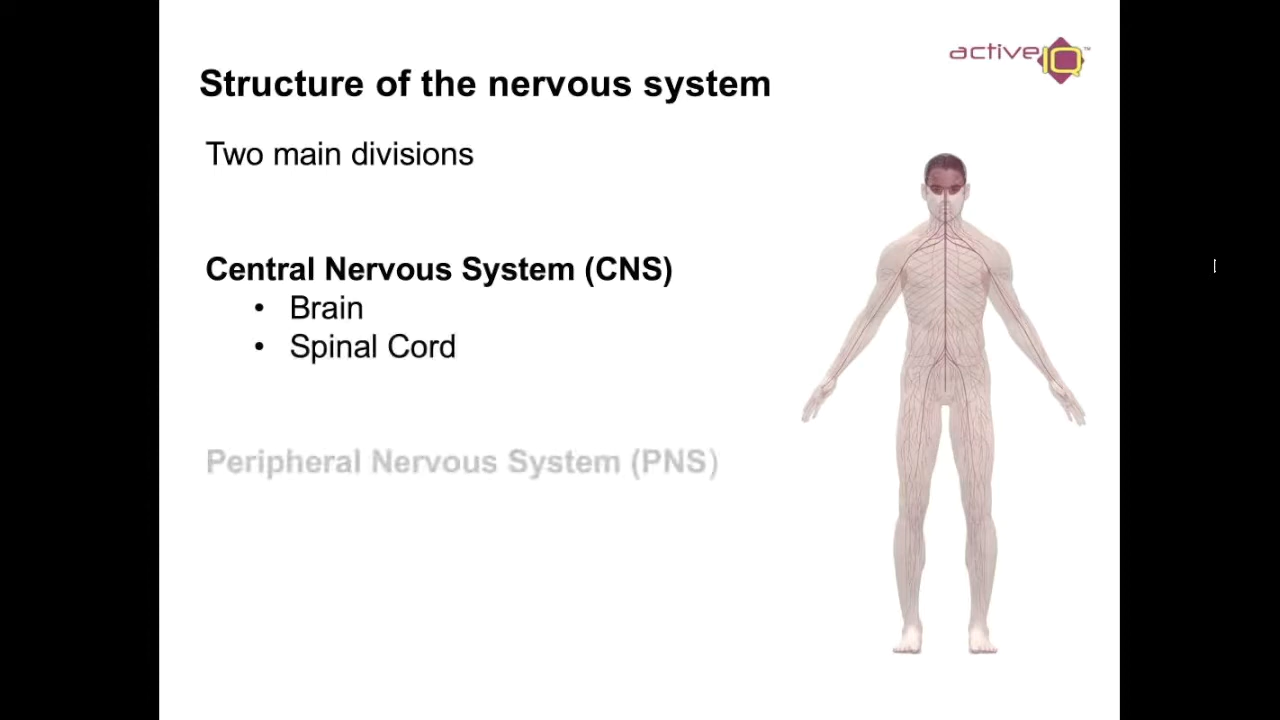 active IQ™
Structure of the nervous system
Two main divisions
Central Nervous System (CNS)
• Brain
• Spinal Cord
Peripheral Nervous System (PNS)